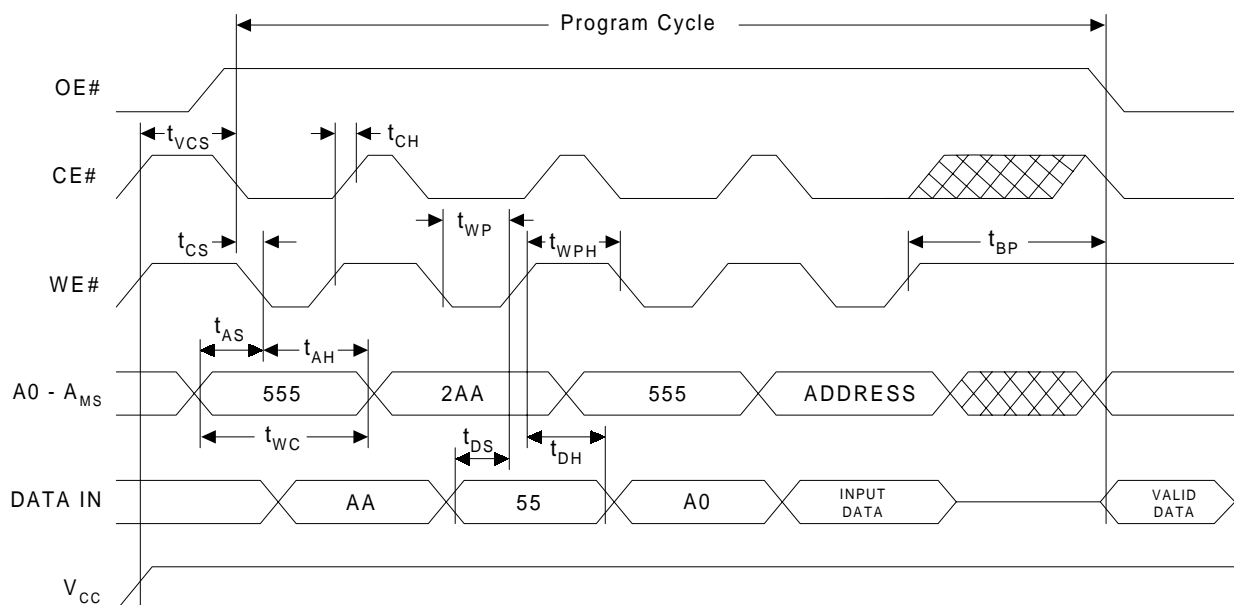 Program Cycle
OE#
tVCS
tCH
CE#
tWP
tCS
tWPH
tBP
WE#
tAS
tAH
A0 - AMS
555
2AA
555
ADDRESS
tWC
tDS
tDH
DATA IN
AA
55
A0
INPUT
DATA
VALID
DATA
VCC